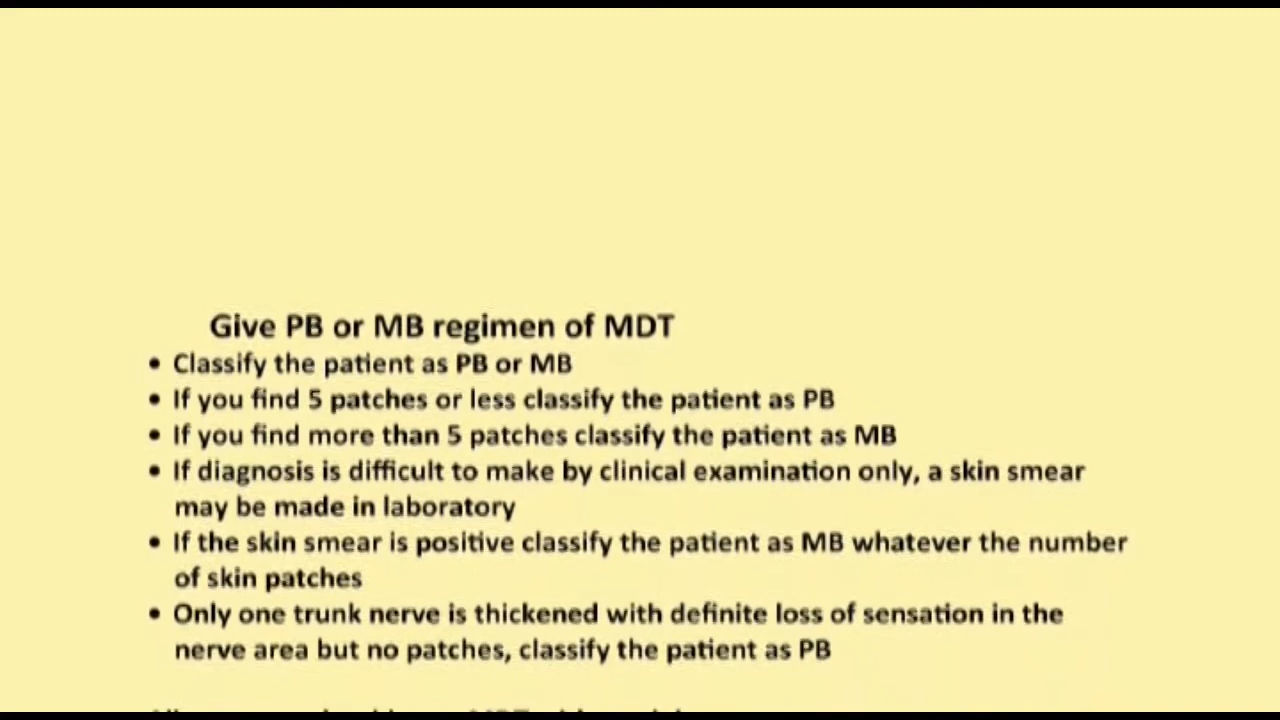 Give PB or MB regimen of MDT
• Classify the patient as PB or MB
• If you find 5 patches or less classify the patient as PB
• If you find more than 5 patches classify the patient as MB
• If diagnosis is difficult to make by clinical examination only, a skin smear
may be made in laboratory
• If the skin smear is positive classify the patient as MB whatever the number
of skin patches
• Only one trunk nerve is thickened with definite loss of sensation in the
nerve area but no patches, classify the patient as PB